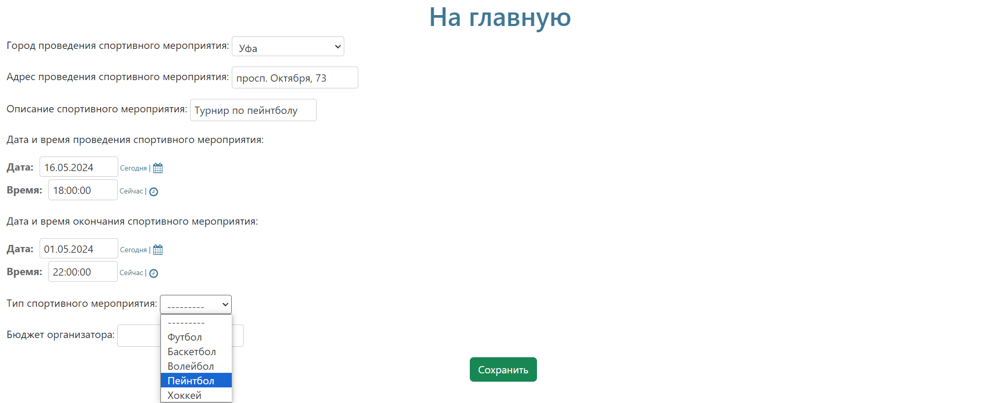 На главную
Город проведения спортивного мероприятия: Уфа
Адрес проведения спортивного мероприятия: просп. Октября, 73
Описание спортивного мероприятия: Турнир по пейнтболу
Дата и время проведения спортивного мероприятия:
Дата: 16.05.2024 Сегодня |
Время: 18:00:00 Сейчас |
Дата и время окончания спортивного мероприятия:
Дата: 01.05.2024 Сегодня |
Время: 22:00:00 Сейчас |
Тип спортивного мероприятия: ---------
---------
Бюджет организатора:
Футбол
Баскетбол
Волейбол
Пейнтбол
Хоккей
Сохранить